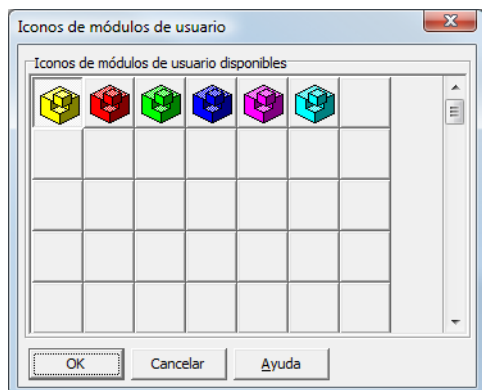 Iconos de módulos de usuario
Iconos de módulos de usuario disponibles
OK
Cancelar
Ayuda